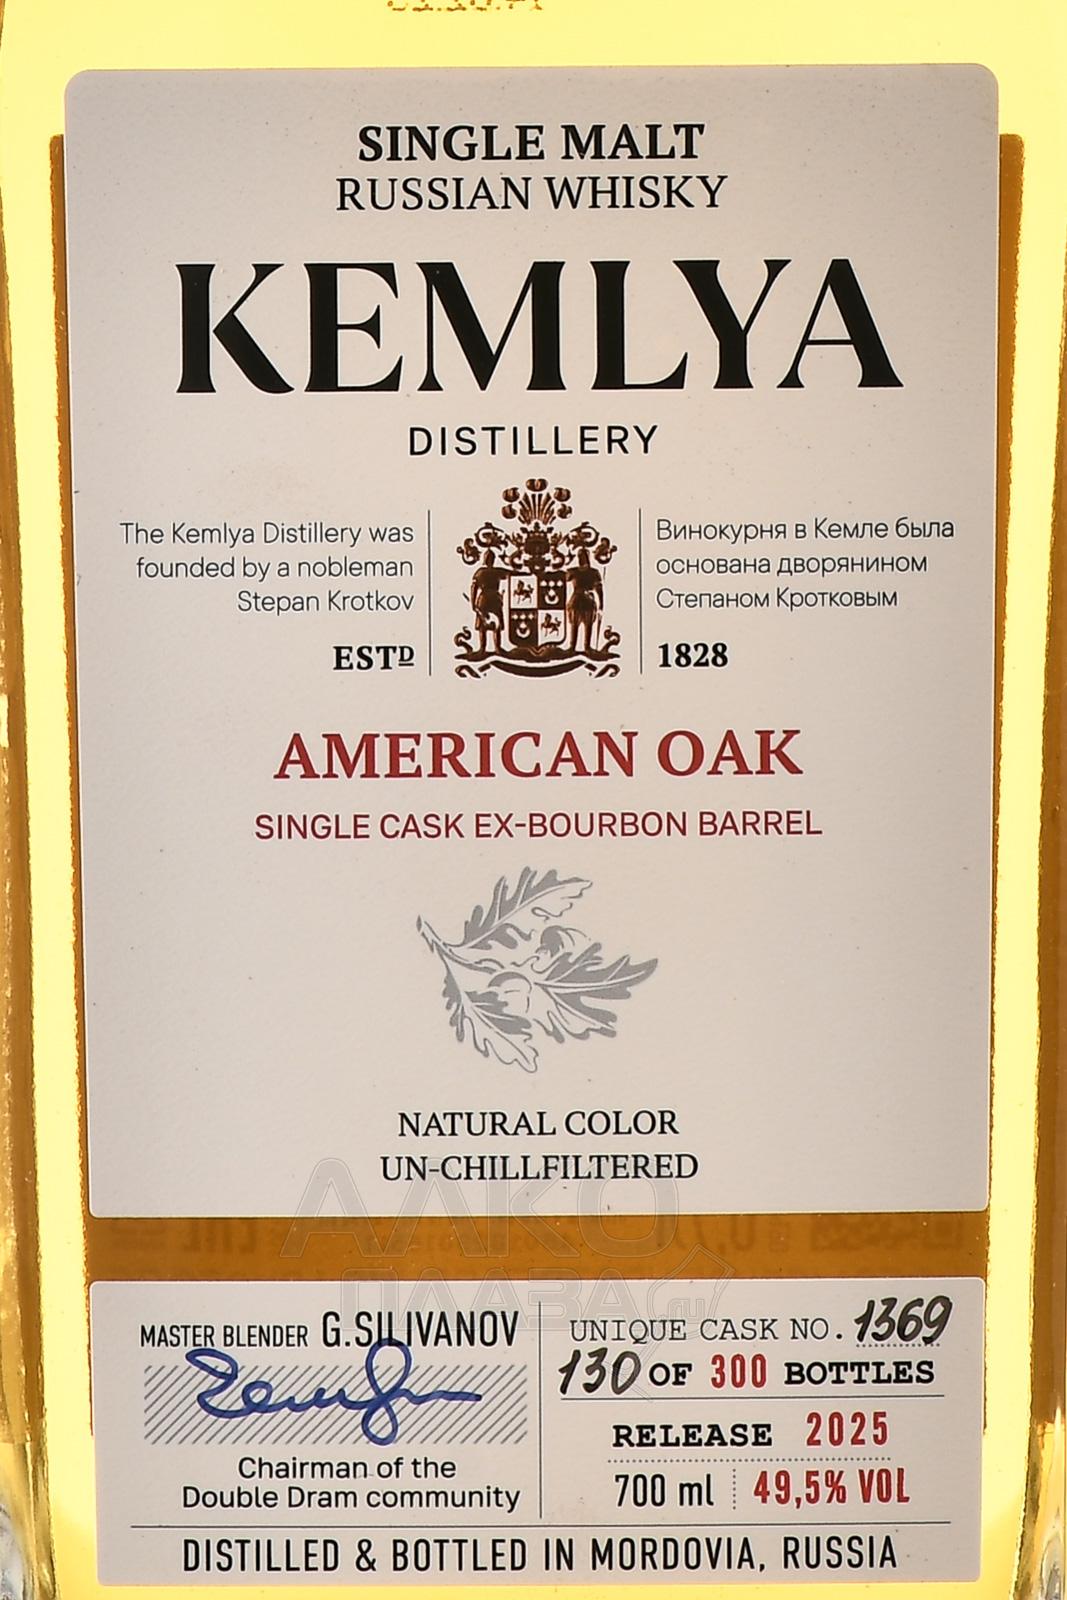 SINGLE MALT
RUSSIAN WHISKY
KEMLYA
DISTILLERY
The Kemlya Distillery was
founded by a nobleman
Stepan Krotkov
ESTD
Винокурня в Кемле была
основана дворянином
Степаном Кротковым
1828
AMERICAN OAK
SINGLE CASK EX-BOURBON BARREL
NATURAL COLOR
UN-CHILLFILTERED
АЛКО
ПЛАЗА.ru
MASTER BLENDER G.SILIVANOV
Chairman of the
Double Dram community
UNIQUE CASK NO. 1369
130 OF 300 BOTTLES
RELEASE 2025
700 ml 49,5% VOL
DISTILLED & BOTTLED IN MORDOVIA, RUSSIA